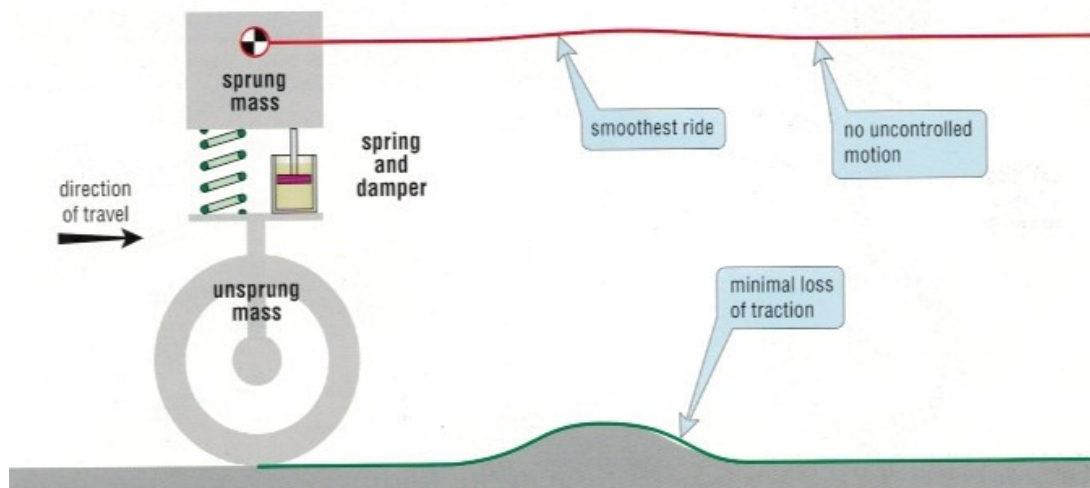 sprung
mass
spring
and
damper
direction
of travel
unsprung
mass
smoothest ride
no uncontrolled
motion
minimal loss
of traction